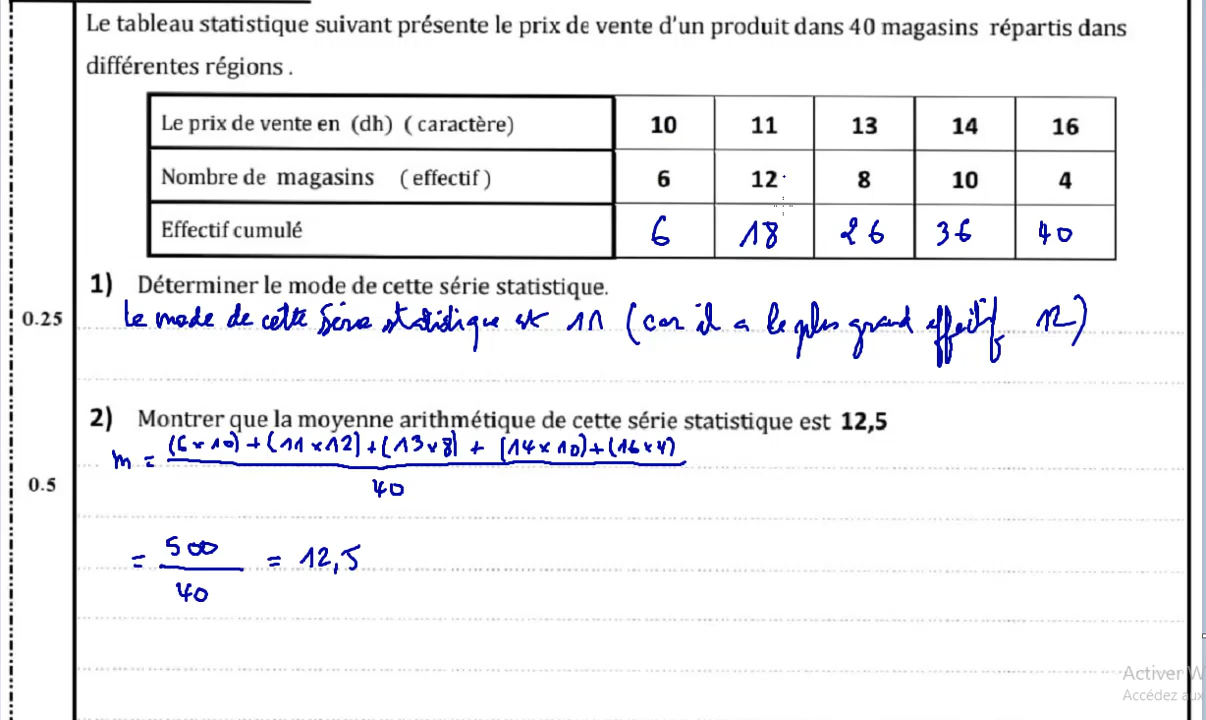 Le tableau statistique suivant présente le prix de vente d'un produit dans 40 magasins répartis dans
différentes régions .
Le prix de vente en (dh) ( caractère) 10 11 13 14 16
Nombre de magasins ( effectif ) 6 12 8 10 4
Effectif cumulé 6 18 26 36 40
1) Déterminer le mode de cette série statistique.
0.25 Le mode de cette série statistique est 11 (car il a le plus grand effectif 12)
2) Montrer que la moyenne arithmétique de cette série statistique est 12,5
m = (6 × 10) + (11 × 12) + (13 × 8) + (14 × 10) + (16 × 4)
40
0.5
= 500 = 12,5
40
Activer W
Accédez aux